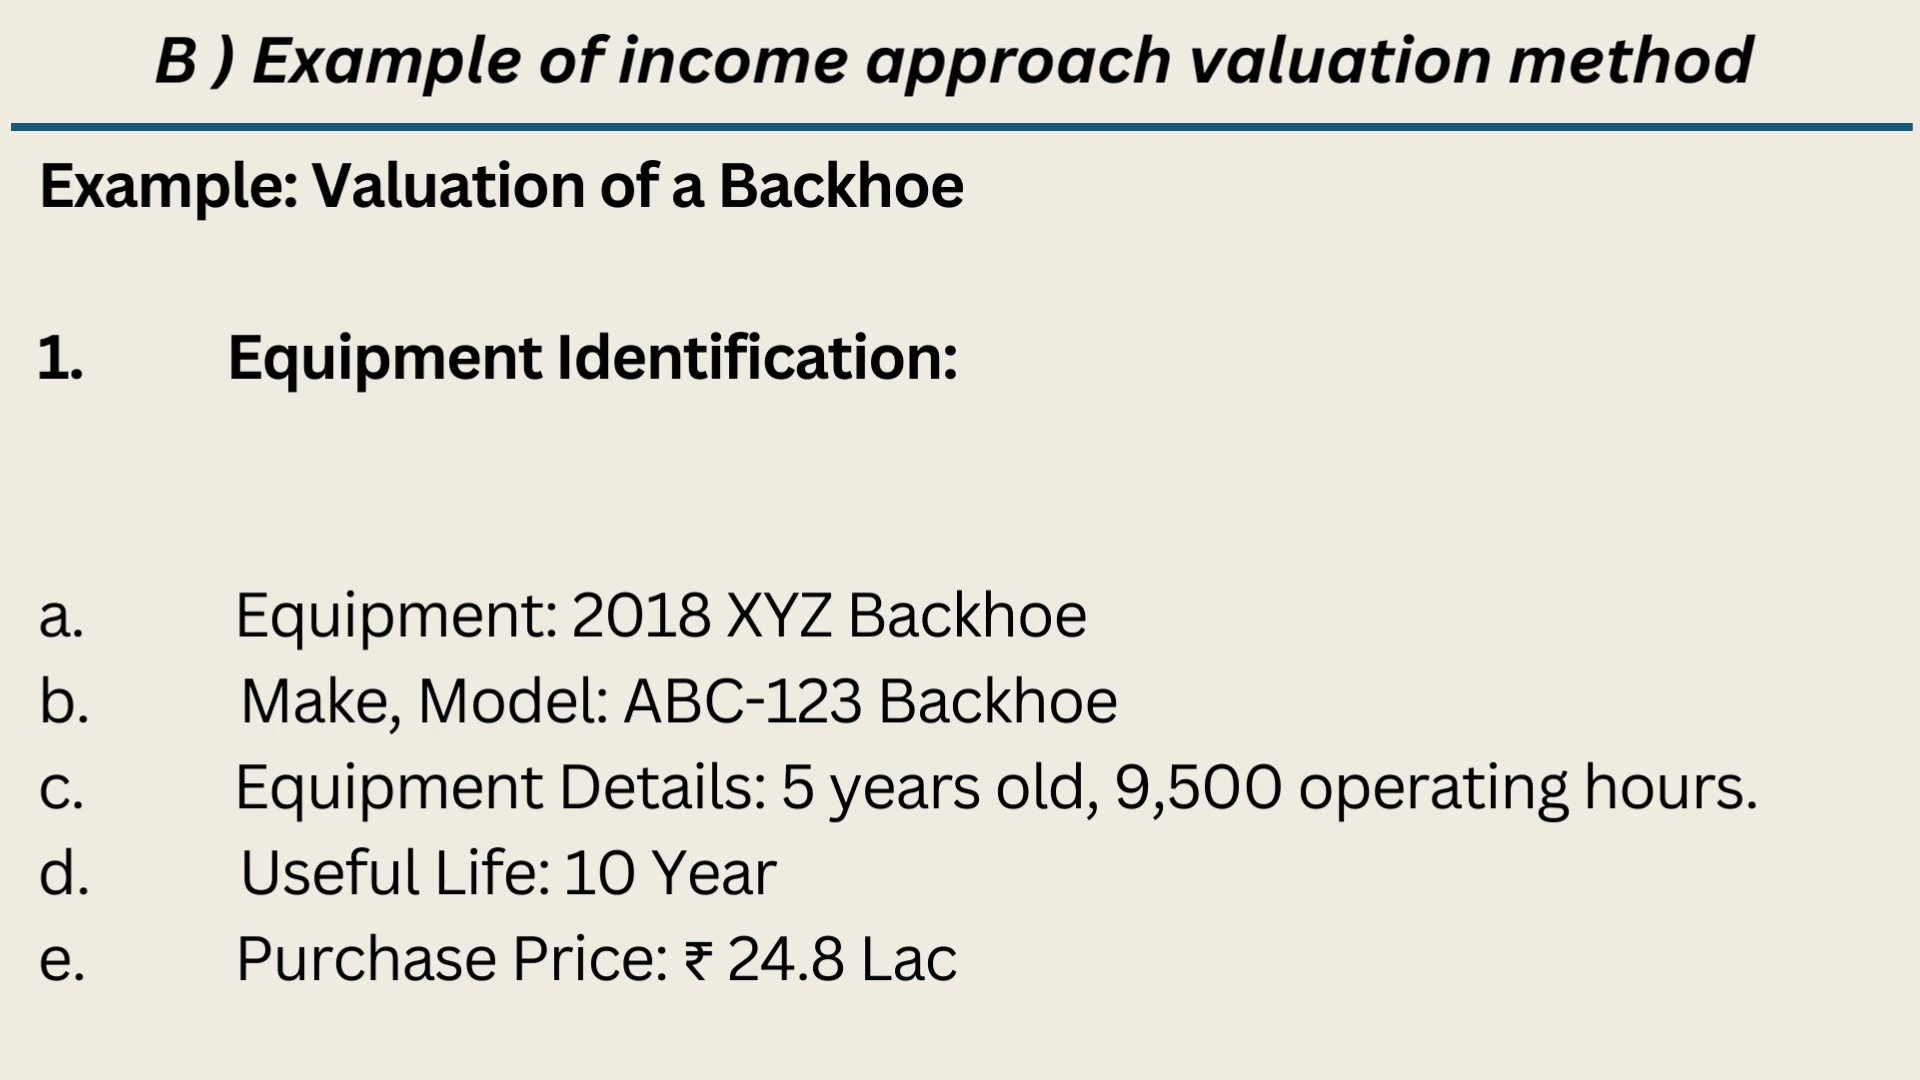 B ) Example of income approach valuation method
Example: Valuation of a Backhoe
1. Equipment Identification:
a. Equipment: 2018 XYZ Backhoe
b. Make, Model: ABC-123 Backhoe
c. Equipment Details: 5 years old, 9,500 operating hours.
d. Useful Life: 10 Year
e. Purchase Price: ₹ 24.8 Lac